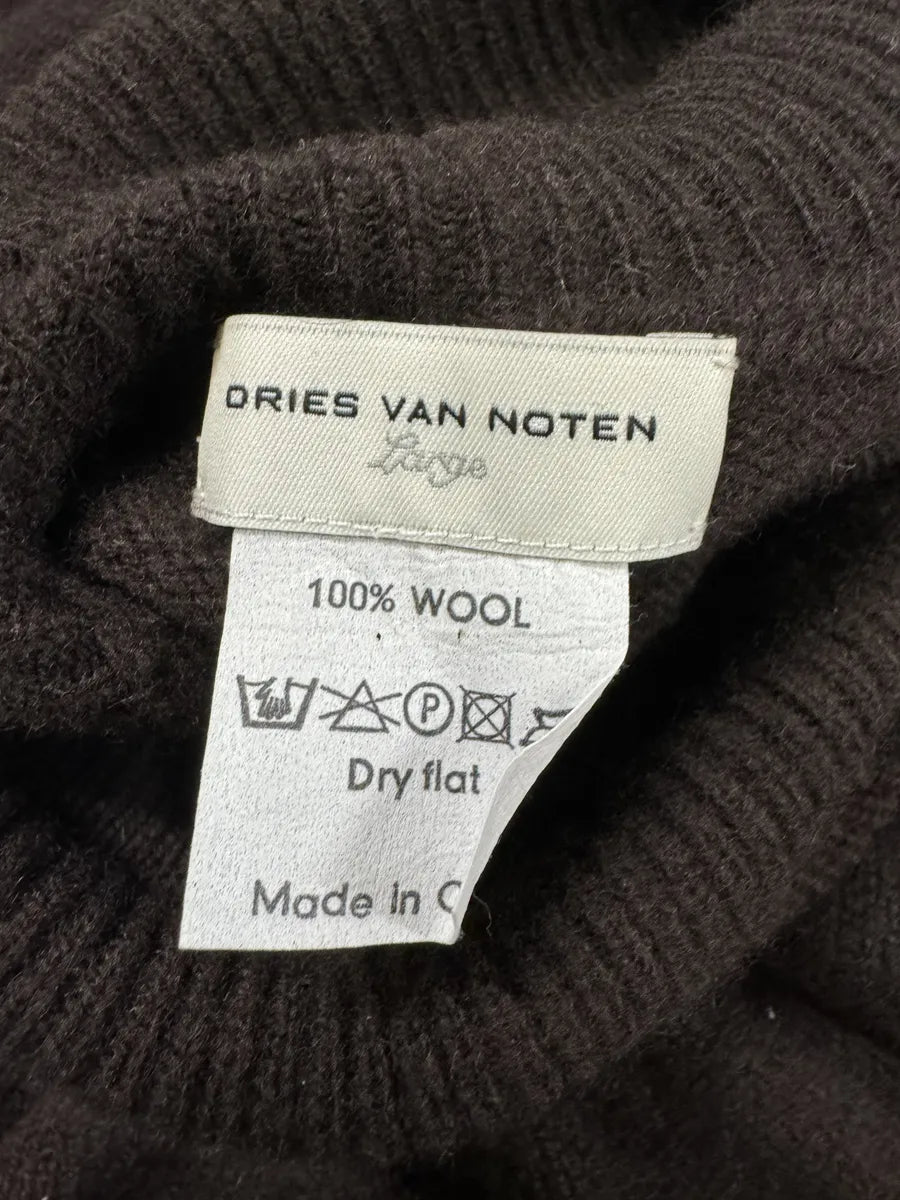 DRIES VAN NOTEN
Large
100% WOOL
P
Dry flat
Made In